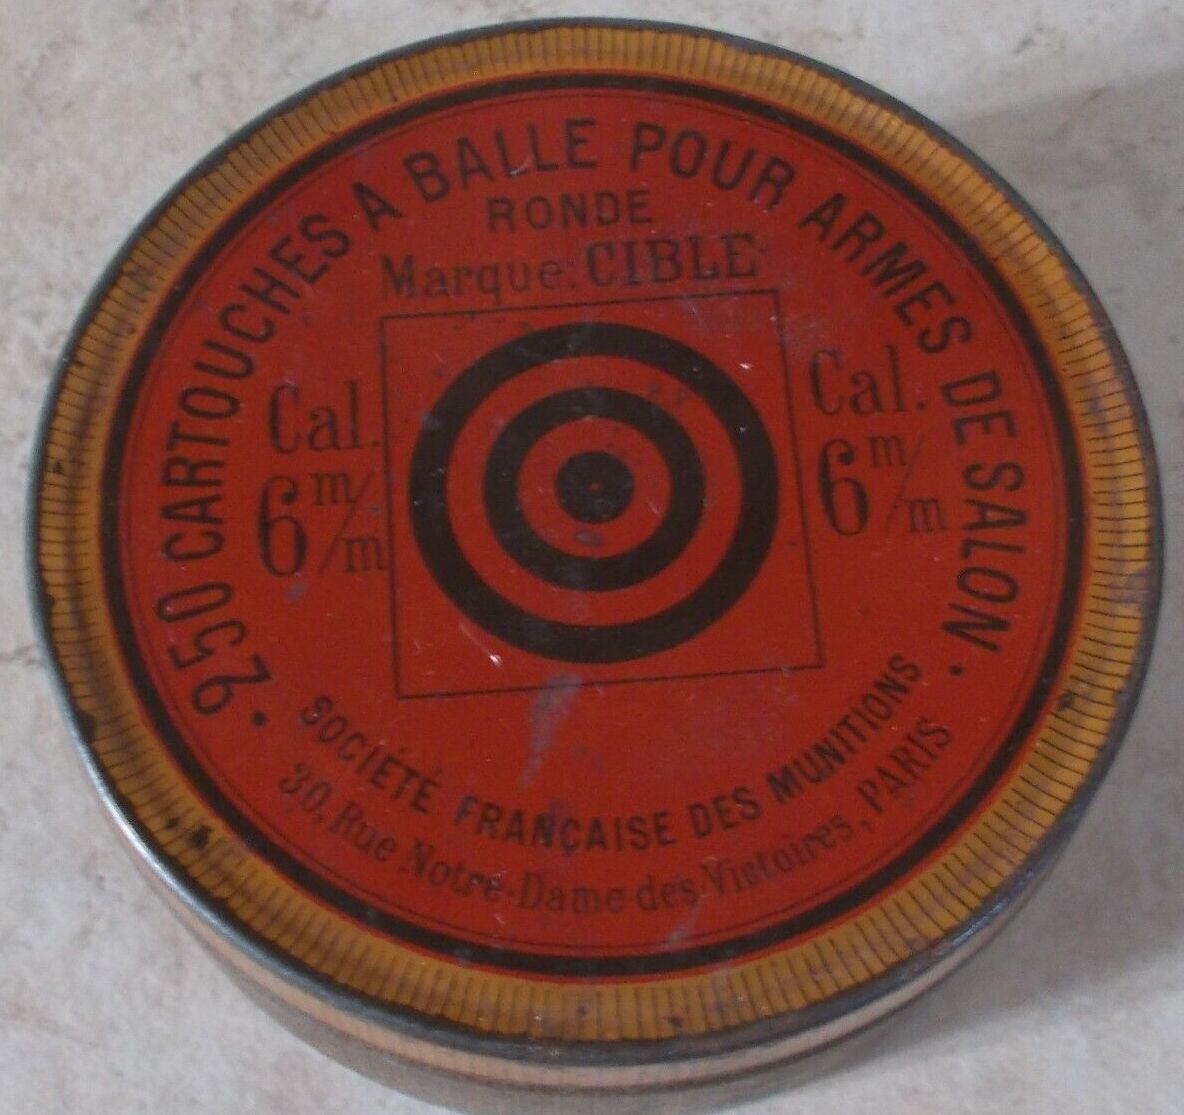 250 CARTOUCHES A BALLE POUR ARMES DE SALON.
RONDE
Marque: CIBLE
Cal.
6 m/m
Cal.
6 m/m
SOCIÉTÉ FRANÇAISE DES MUNITIONS
30, Rue Notre-Dame des Victoires, PARIS